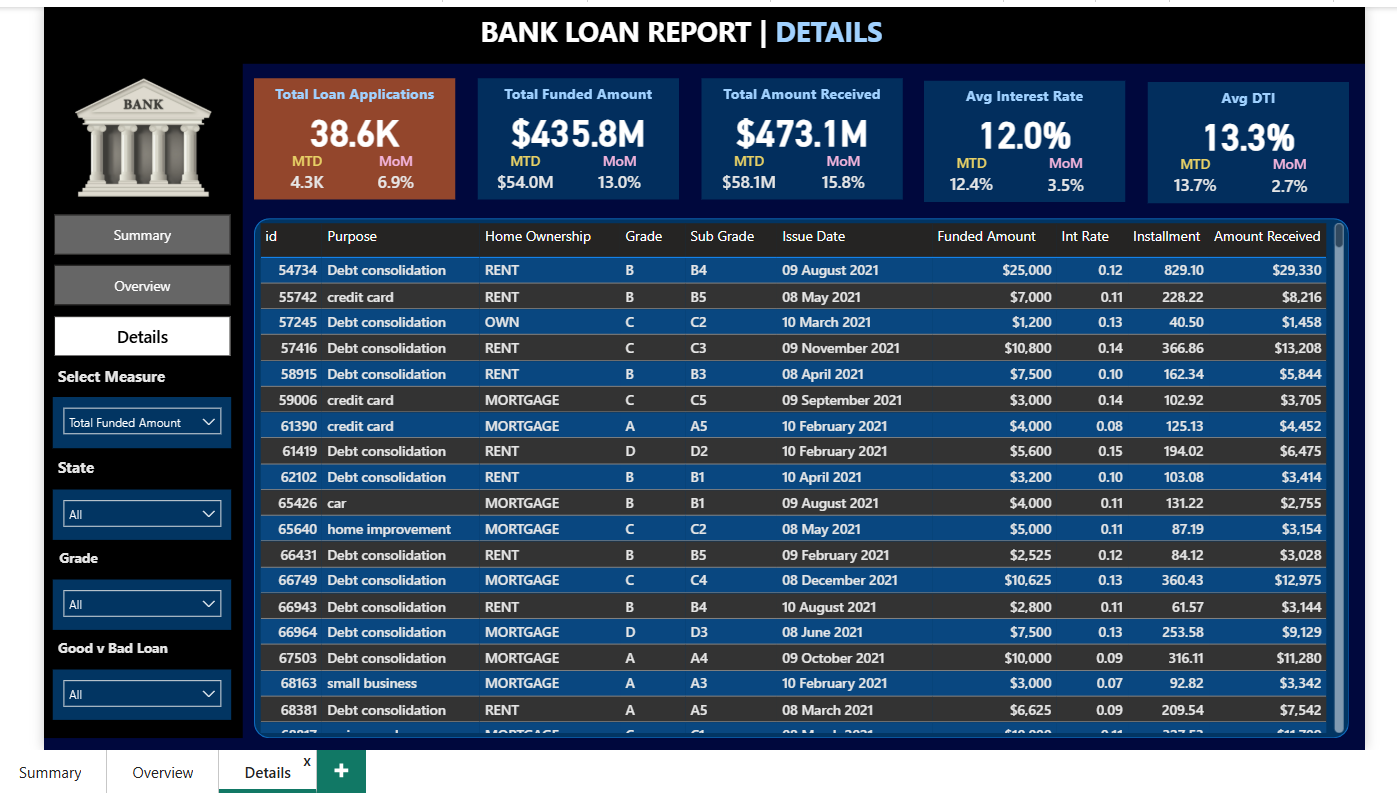 BANK LOAN REPORT | DETAILS
BANK
Total Loan Applications
38.6K
MTD MoM
4.3K 6.9%
Total Funded Amount
$435.8M
MTD MoM
$54.0M 13.0%
Total Amount Received
$473.1M
MTD MoM
$58.1M 15.8%
Avg Interest Rate
12.0%
MTD MoM
12.4% 3.5%
Avg DTI
13.3%
MTD MoM
13.7% 2.7%
Summary
Overview
Details
Select Measure
Total Funded Amount
State
All
Grade
All
Good v Bad Loan
All
id Purpose Home Ownership Grade Sub Grade Issue Date Funded Amount Int Rate Installment Amount Received
54734 Debt consolidation RENT B B4 09 August 2021 $25,000 0.12 829.10 $29,330
55742 credit card RENT B B5 08 May 2021 $7,000 0.11 228.22 $8,216
57245 Debt consolidation OWN C C2 10 March 2021 $1,200 0.13 40.50 $1,458
57416 Debt consolidation RENT C C3 09 November 2021 $10,800 0.14 366.86 $13,208
58915 Debt consolidation RENT B B3 08 April 2021 $7,500 0.10 162.34 $5,844
59006 credit card MORTGAGE C C5 09 September 2021 $3,000 0.14 102.92 $3,705
61390 credit card MORTGAGE A A5 10 February 2021 $4,000 0.08 125.13 $4,452
61419 Debt consolidation RENT D D2 10 February 2021 $5,600 0.15 194.02 $6,475
62102 Debt consolidation RENT B B1 10 April 2021 $3,200 0.10 103.08 $3,414
65426 car MORTGAGE B B1 09 August 2021 $4,000 0.11 131.22 $2,755
65640 home improvement MORTGAGE C C2 08 May 2021 $5,000 0.11 87.19 $3,154
66431 Debt consolidation RENT B B5 09 February 2021 $2,525 0.12 84.12 $3,028
66749 Debt consolidation MORTGAGE C C4 08 December 2021 $10,625 0.13 360.43 $12,975
66943 Debt consolidation RENT B B4 10 August 2021 $2,800 0.11 61.57 $3,144
66964 Debt consolidation MORTGAGE D D3 08 June 2021 $7,500 0.13 253.58 $9,129
67503 Debt consolidation MORTGAGE A A4 09 October 2021 $10,000 0.09 316.11 $11,280
68163 small business MORTGAGE A A3 10 February 2021 $3,000 0.07 92.82 $3,342
68381 Debt consolidation RENT A A5 08 March 2021 $6,625 0.09 209.54 $7,542
Summary Overview Details x +